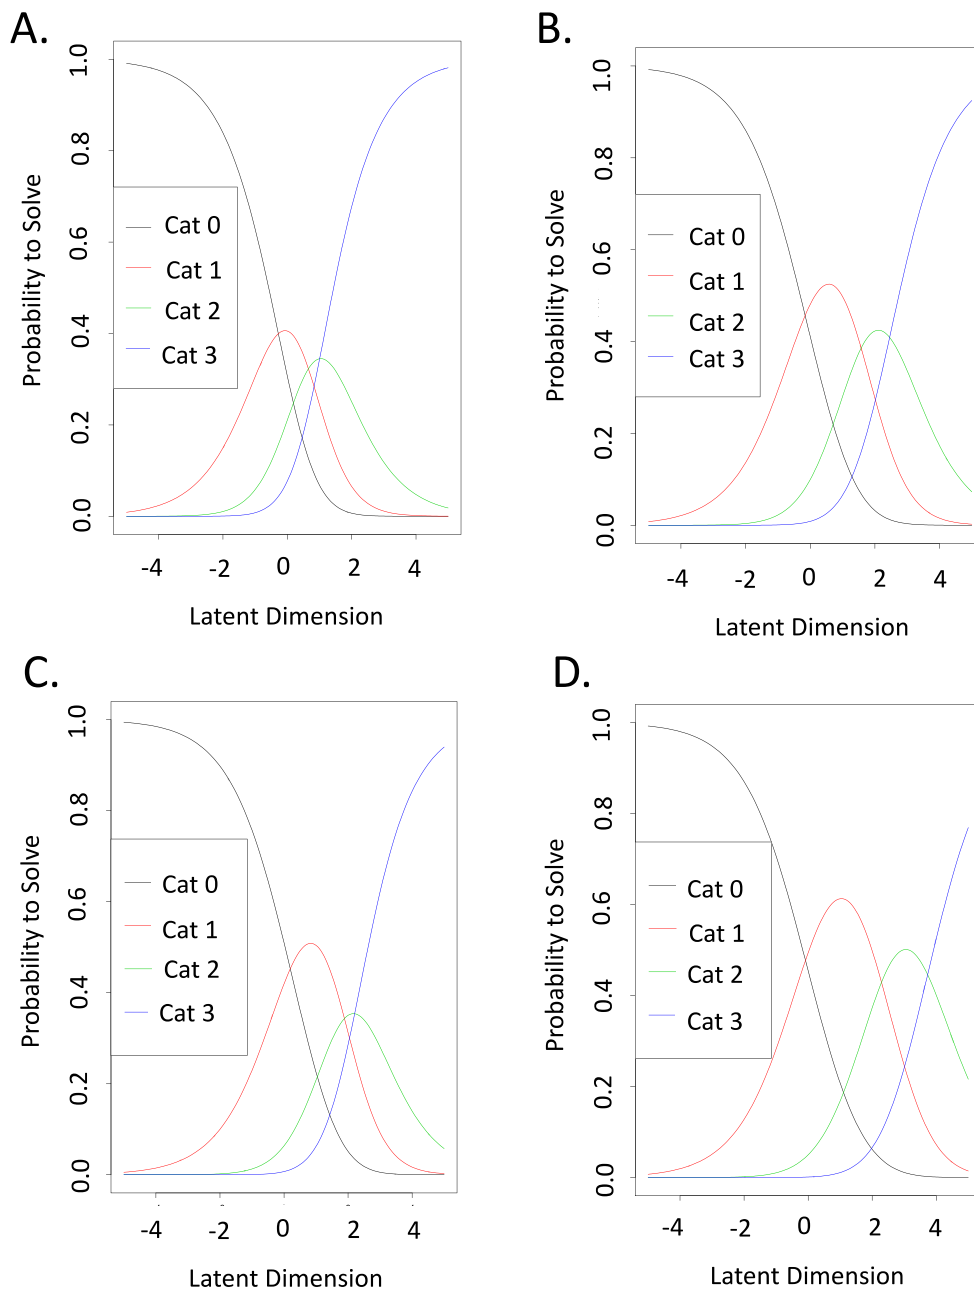 A.
Probability to Solve
1.0
0.8
0.6
0.4
0.2
0.0
Cat 0
Cat 1
Cat 2
Cat 3
-4 -2 0 2 4
Latent Dimension
B.
Probability to Solve
1.0
0.8
0.6
0.4
0.2
0.0
Cat 0
Cat 1
Cat 2
Cat 3
-4 -2 0 2 4
Latent Dimension
C.
Probability to Solve
1.0
0.8
0.6
0.4
0.2
0.0
Cat 0
Cat 1
Cat 2
Cat 3
-4 -2 0 2 4
Latent Dimension
D.
Probability to Solve
1.0
0.8
0.6
0.4
0.2
0.0
Cat 0
Cat 1
Cat 2
Cat 3
-4 -2 0 2 4
Latent Dimension